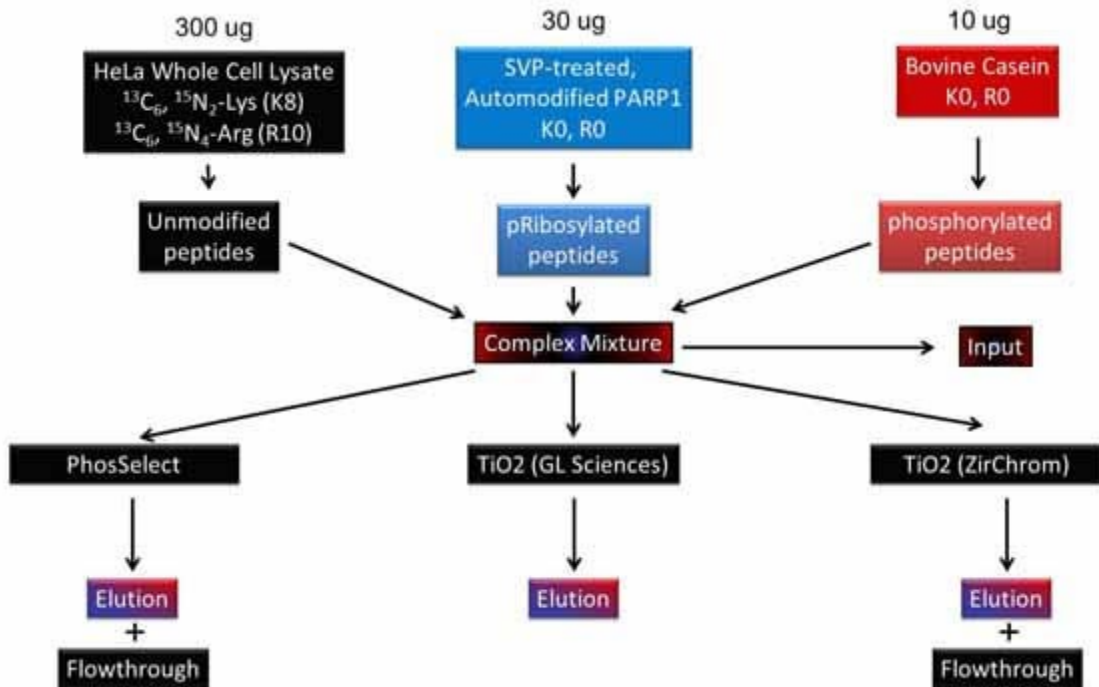 300 ug
30 ug
10 ug
HeLa Whole Cell Lysate
¹³C₆, ¹⁵N₂-Lys (K8)
¹³C₆, ¹⁵N₄-Arg (R10)
SVP-treated,
Automodified PARP1
K0, R0
Bovine Casein
K0, R0
Unmodified
peptides
pRibosylated
peptides
phosphorylated
peptides
Complex Mixture
Input
PhosSelect
TiO2 (GL Sciences)
TiO2 (ZirChrom)
Elution
+
Flowthrough
Elution
Elution
+
Flowthrough